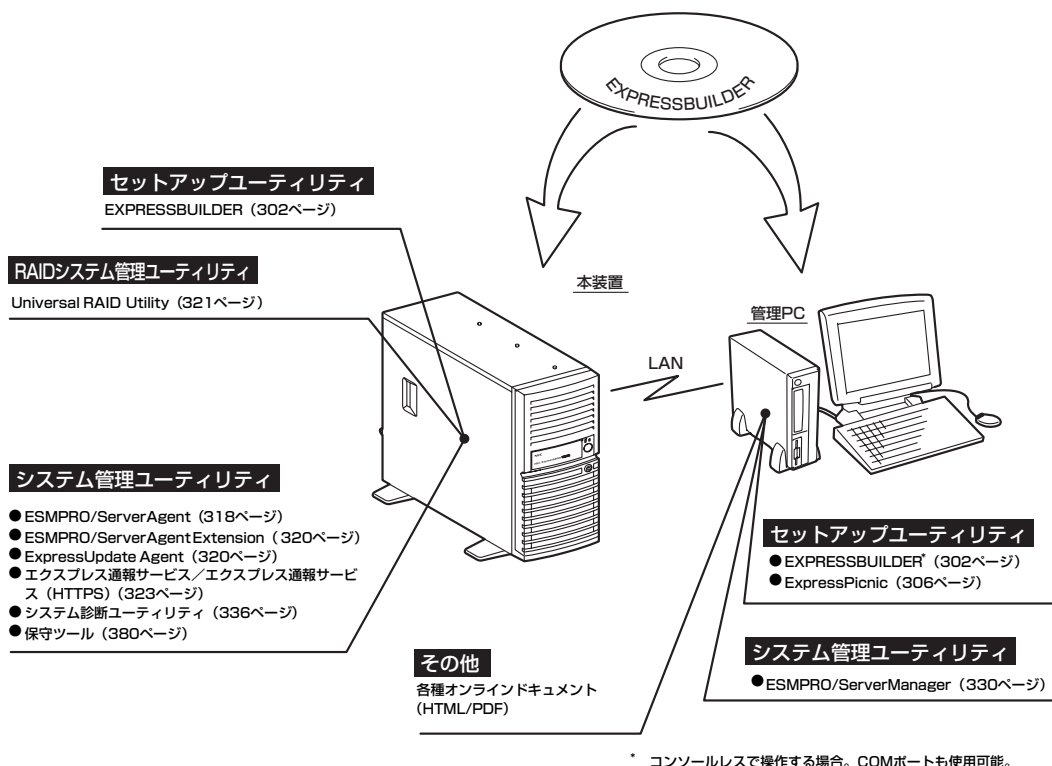 EXPRESSBUILDER
セットアップユーティリティ
EXPRESSBUILDER（302ページ）
RAIDシステム管理ユーティリティ
Universal RAID Utility（321ページ）
本装置
管理PC
LAN
システム管理ユーティリティ
●ESMPRO/ServerAgent（318ページ）
●ESMPRO/ServerAgentExtension（320ページ）
●ExpressUpdate Agent（320ページ）
●エクスプレス通報サービス／エクスプレス通報サービ
ス（HTTPS）（323ページ）
●システム診断ユーティリティ（336ページ）
●保守ツール（380ページ）
セットアップユーティリティ
●EXPRESSBUILDER*（302ページ）
●ExpressPicnic（306ページ）
その他
各種オンラインドキュメント
（HTML/PDF）
システム管理ユーティリティ
●ESMPRO/ServerManager（330ページ）
* コンソールレスで操作する場合。COMポートも使用可能。